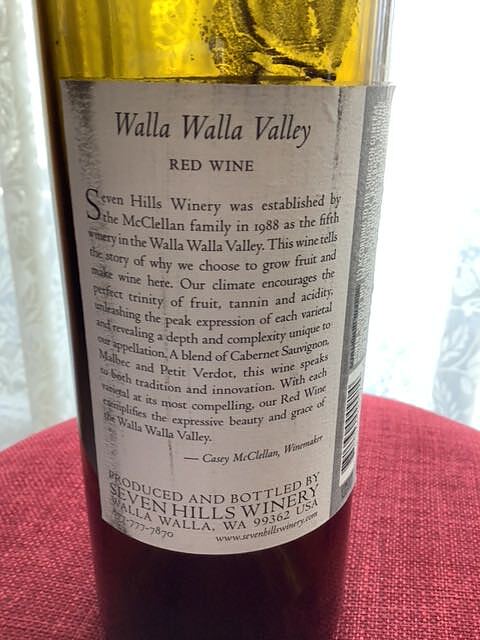 Walla Walla Valley
RED WINE
Seven Hills Winery was established by
the McClellan family in 1988 as the fifth
winery in the Walla Walla Valley. This wine tells
the story of why we choose to grow fruit and
make wine here. Our climate encourages the
perfect trinity of fruit, tannin and acidity,
unleashing the peak expression of each varietal
and revealing a depth and complexity unique to
our appellation. A blend of Cabernet Sauvignon,
Malbec and Petit Verdot, this wine speaks
to both tradition and innovation. With each
varietal at its most compelling, our Red Wine
exemplifies the expressive beauty and grace of
the Walla Walla Valley.
— Casey McClellan, Winemaker
PRODUCED AND BOTTLED BY
SEVEN HILLS WINERY
WALLA WALLA, WA 99362 USA
777-7870 www.sevenhillswinery.com